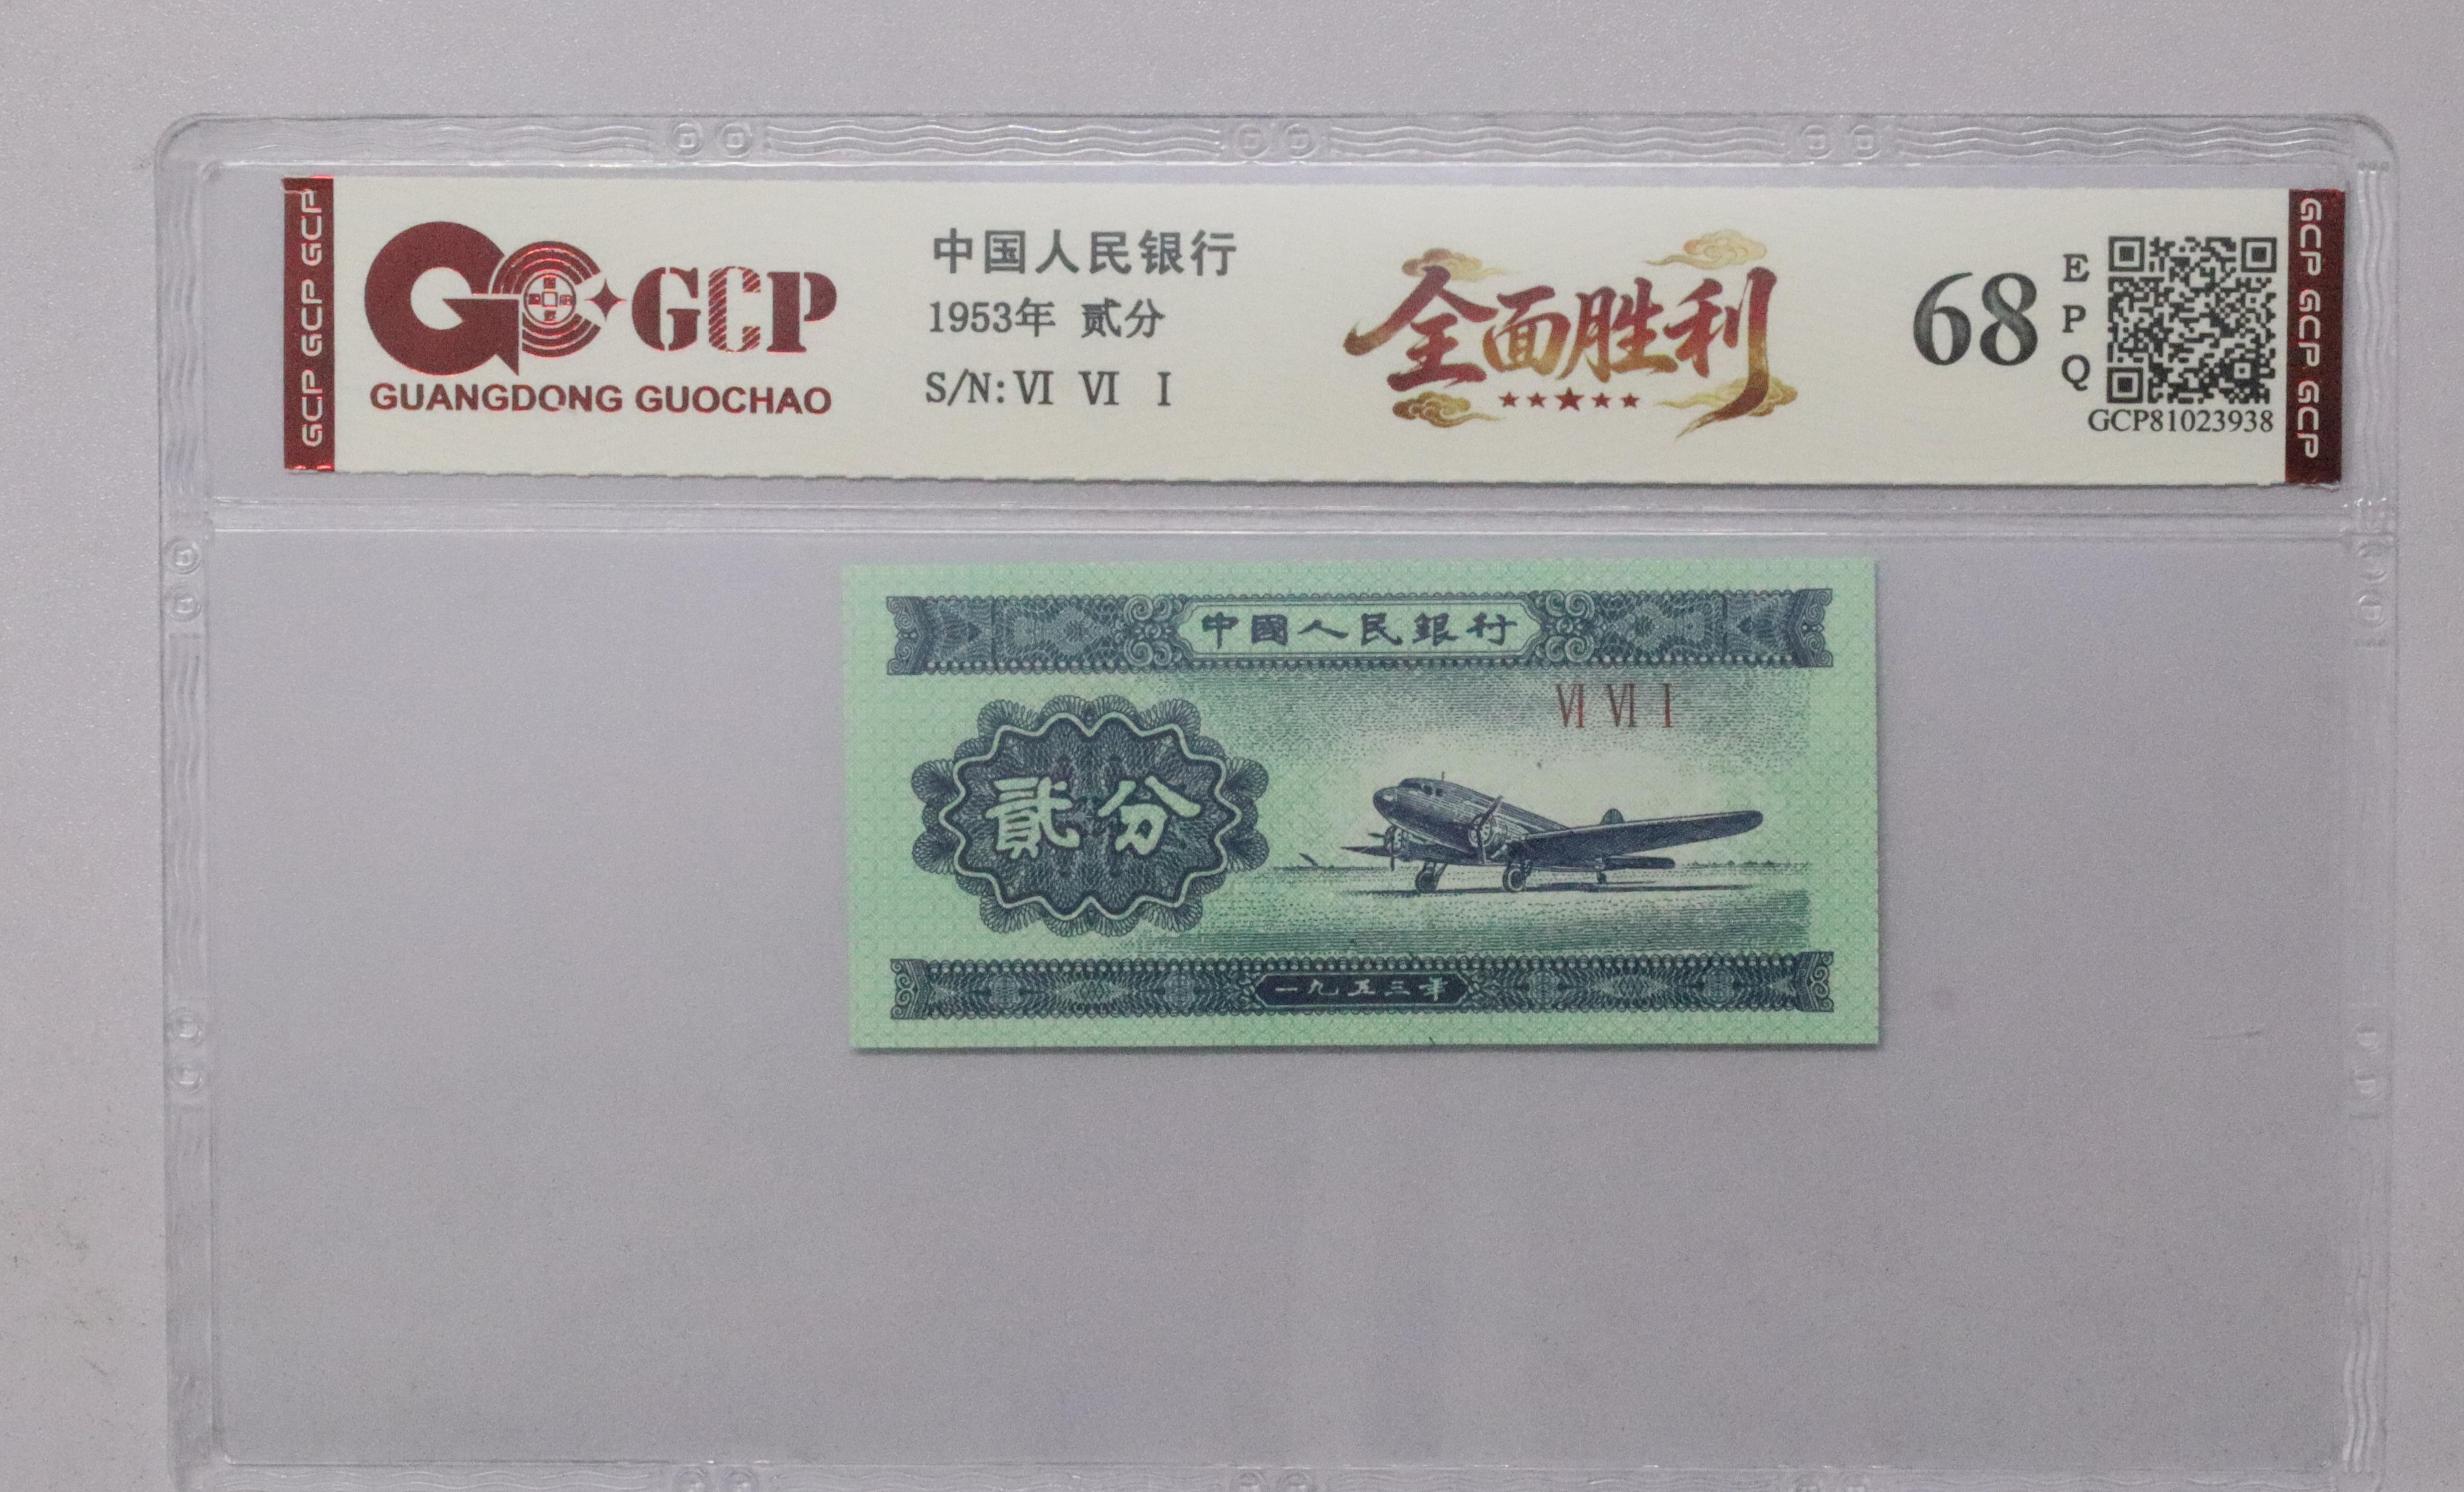 GCP GCP GCP
GCP
GUANGDONG GUOCHAO
中国人民银行
1953年 贰分
S/N: Ⅵ Ⅵ Ⅰ
全面胜利
68
E
P
Q
GCP81023938
GCP GCP GCP
中國人民銀行
Ⅵ Ⅵ Ⅰ
貳分
一九五三年